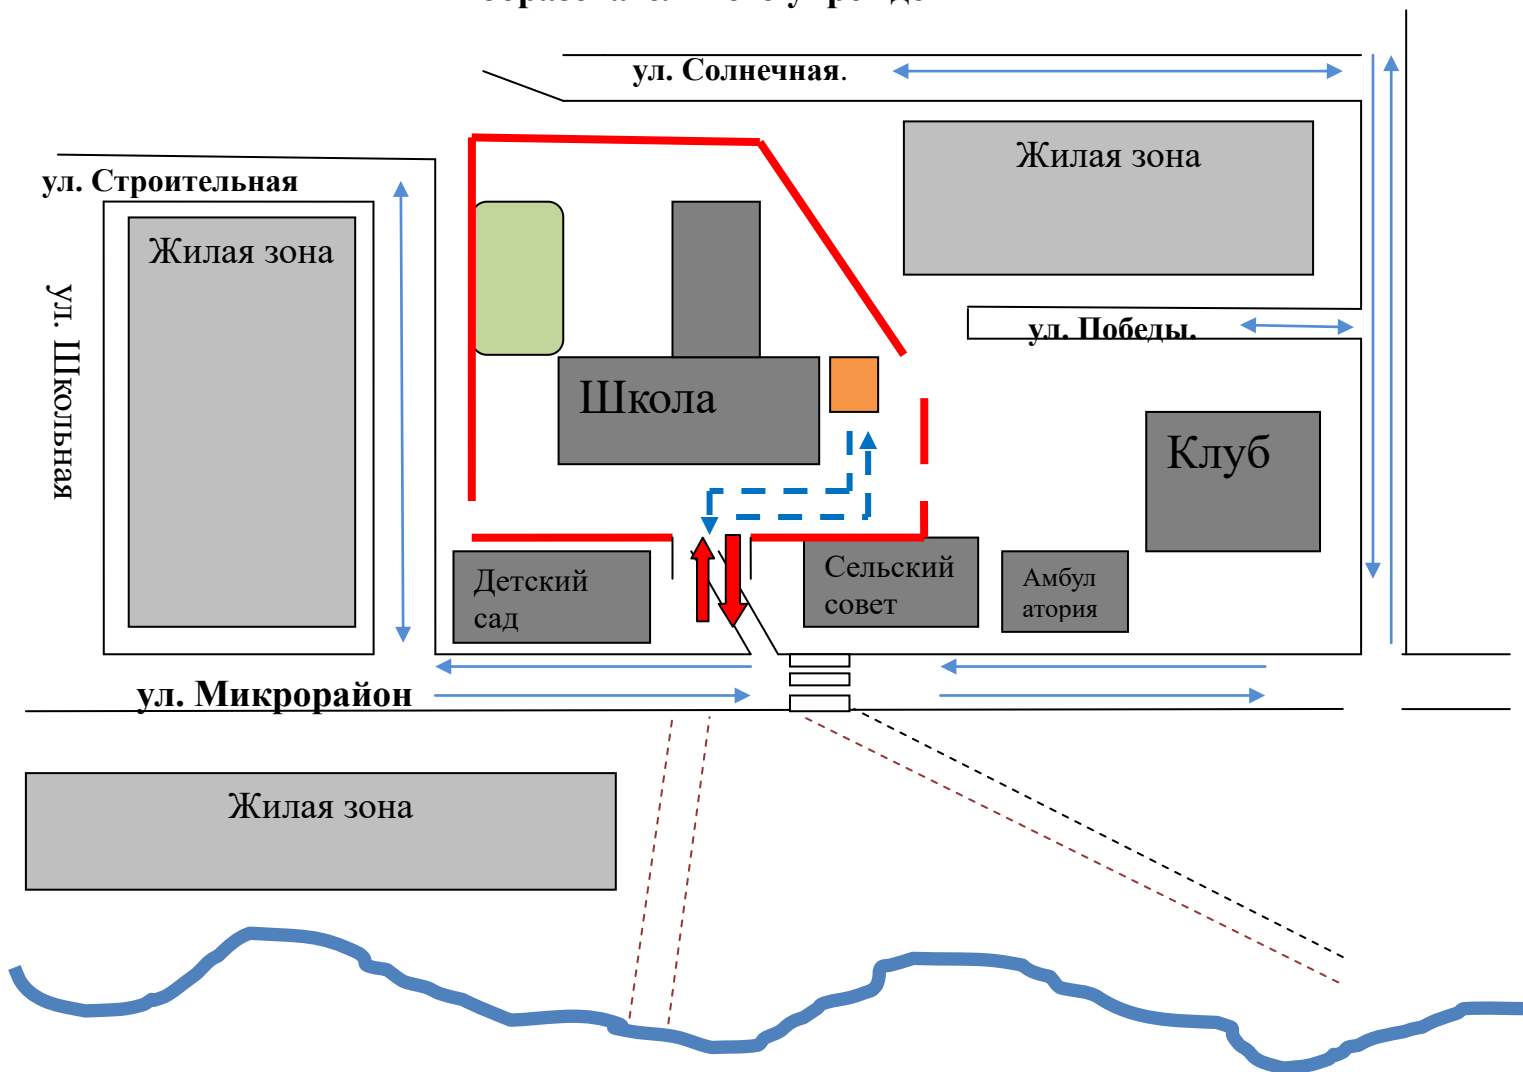 ул. Солнечная.
Жилая зона
ул. Строительная
Жилая зона
ул. Школьная
ул. Победы.
Школа
Клуб
Детский
сад
Сельский
совет
Амбул
атория
ул. Микрорайон
Жилая зона